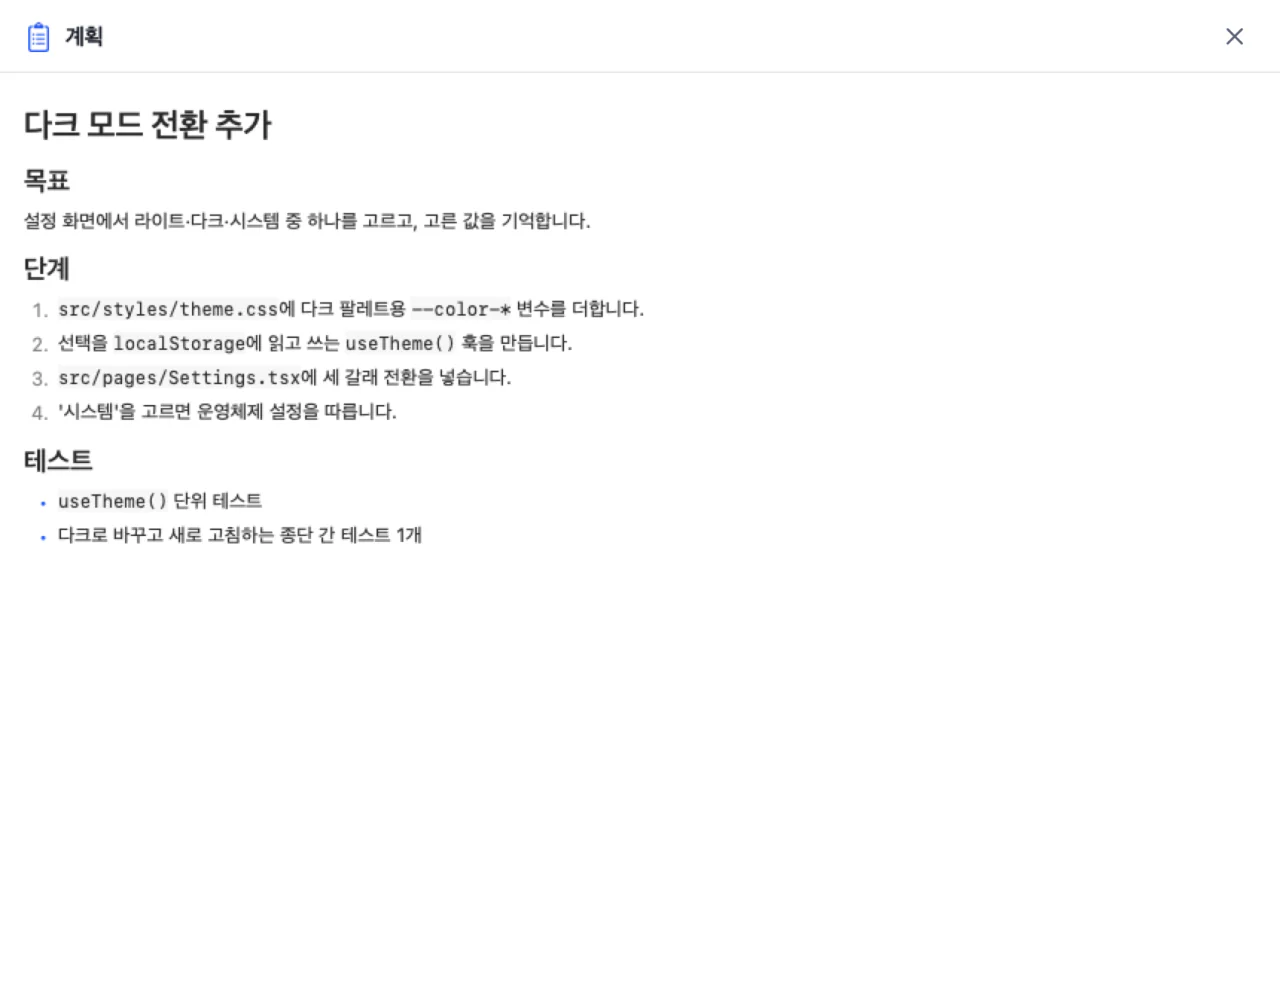 계획
다크 모드 전환 추가
목표
설정 화면에서 라이트·다크·시스템 중 하나를 고르고, 고른 값을 기억합니다.
단계
1. src/styles/theme.css에 다크 팔레트용 --color-* 변수를 더합니다.
2. 선택을 localStorage에 읽고 쓰는 useTheme() 훅을 만듭니다.
3. src/pages/Settings.tsx에 세 갈래 전환을 넣습니다.
4. '시스템'을 고르면 운영체제 설정을 따릅니다.
테스트
• useTheme() 단위 테스트
• 다크로 바꾸고 새로 고침하는 종단 간 테스트 1개